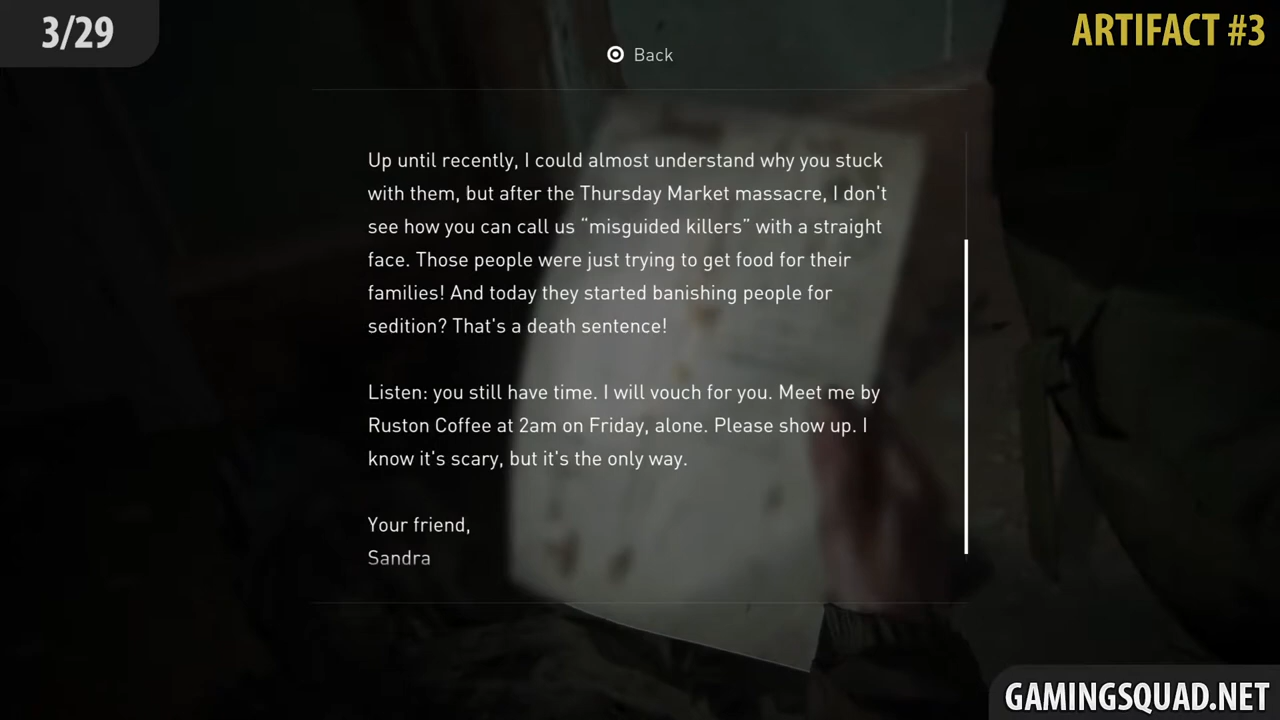 3/29
ARTIFACT #3
Back
Up until recently, I could almost understand why you stuck
with them, but after the Thursday Market massacre, I don't
see how you can call us “misguided killers” with a straight
face. Those people were just trying to get food for their
families! And today they started banishing people for
sedition? That's a death sentence!
Listen: you still have time. I will vouch for you. Meet me by
Ruston Coffee at 2am on Friday, alone. Please show up. I
know it's scary, but it's the only way.
Your friend,
Sandra
GAMINGSQUAD.NET